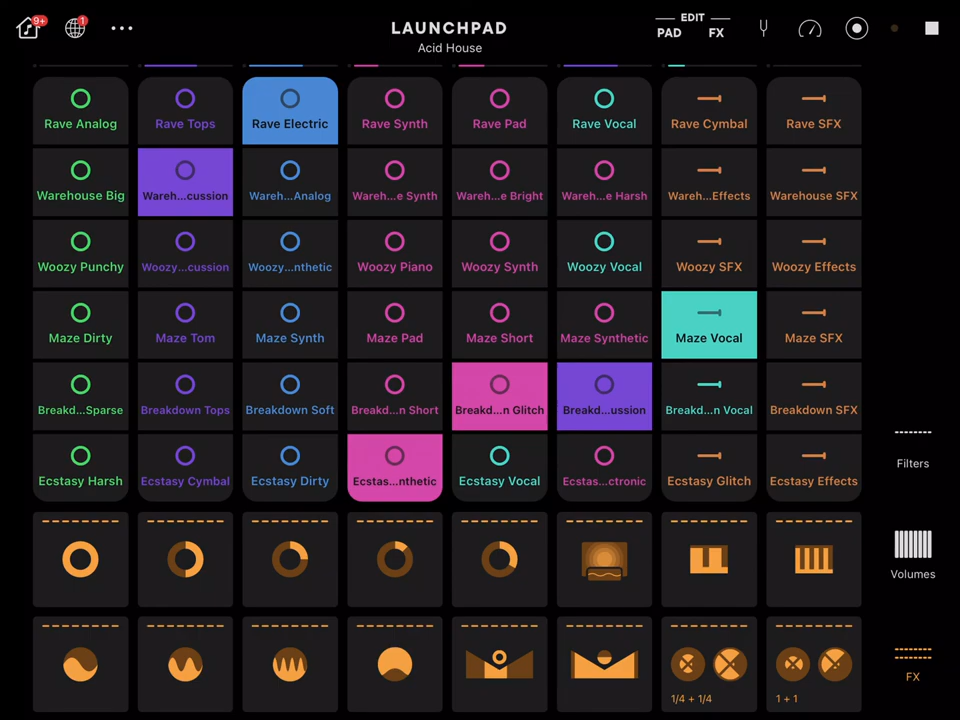 9+
1
LAUNCHPAD
Acid House
EDIT
PAD FX
Rave Analog Rave Tops Rave Electric Rave Synth Rave Pad Rave Vocal Rave Cymbal Rave SFX
Warehouse Big Wareh...cussion Wareh...Analog Wareh...e Synth Wareh...e Bright Wareh...e Harsh Wareh...Effects Warehouse SFX
Woozy Punchy Woozy...cussion Woozy...nthetic Woozy Piano Woozy Synth Woozy Vocal Woozy SFX Woozy Effects
Maze Dirty Maze Tom Maze Synth Maze Pad Maze Short Maze Synthetic Maze Vocal Maze SFX
Breakd...Sparse Breakdown Tops Breakdown Soft Breakd...n Short Breakd...n Glitch Breakd...ussion Breakd...n Vocal Breakdown SFX
Filters
Ecstasy Harsh Ecstasy Cymbal Ecstasy Dirty Ecstas...nthetic Ecstasy Vocal Ecstas...ctronic Ecstasy Glitch Ecstasy Effects
Volumes
FX
1/4 + 1/4 1 + 1